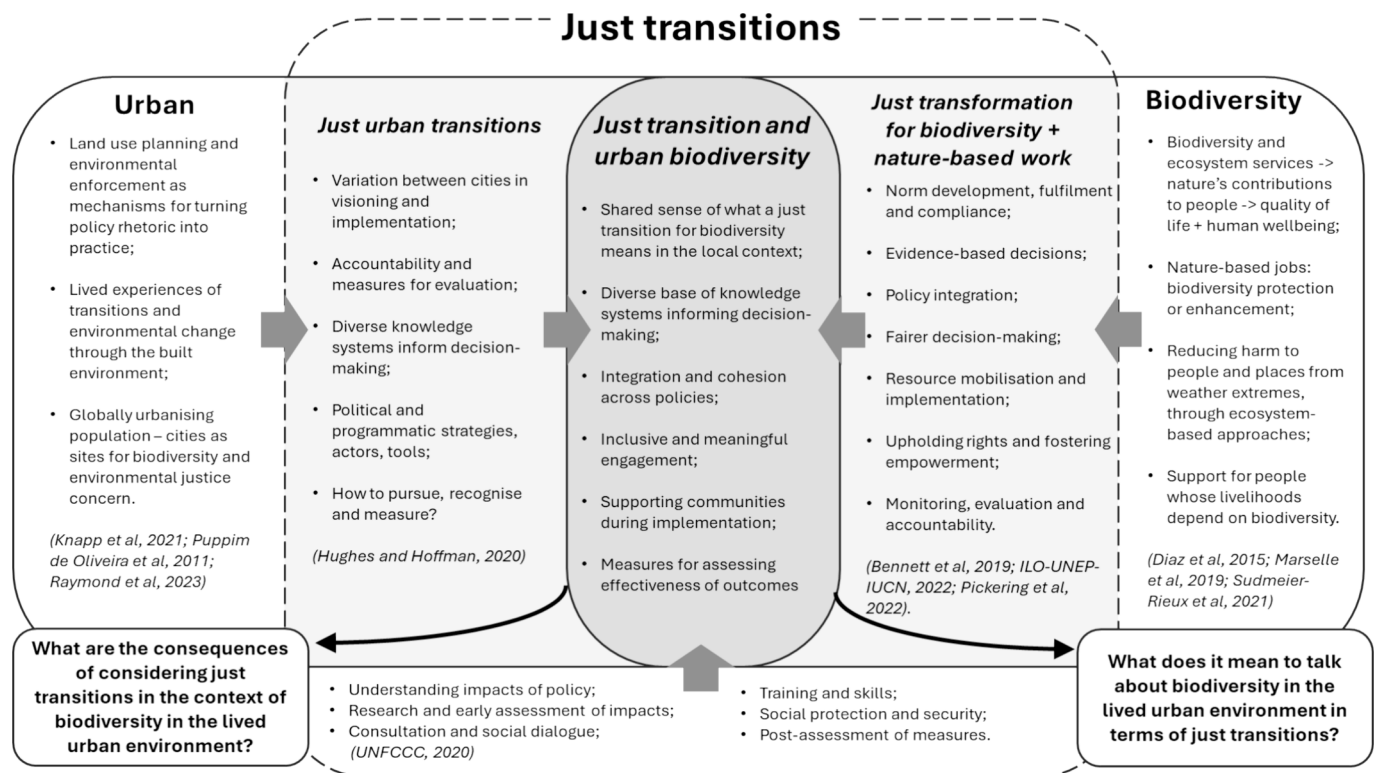 Just transitions
Urban
• Land use planning and
environmental
enforcement as
mechanisms for turning
policy rhetoric into
practice;
• Lived experiences of
transitions and
environmental change
through the built
environment;
• Globally urbanising
population – cities as
sites for biodiversity and
environmental justice
concern.
(Knapp et al, 2021; Puppim
de Oliveira et al, 2011;
Raymond et al, 2023)
Just urban transitions
• Variation between cities in
visioning and
implementation;
• Accountability and
measures for evaluation;
• Diverse knowledge
systems inform decision-
making;
• Political and
programmatic strategies,
actors, tools;
• How to pursue, recognise
and measure?
(Hughes and Hoffman, 2020)
Just transition and
urban biodiversity
• Shared sense of what a just
transition for biodiversity
means in the local context;
• Diverse base of knowledge
systems informing decision-
making;
• Integration and cohesion
across policies;
• Inclusive and meaningful
engagement;
• Supporting communities
during implementation;
• Measures for assessing
effectiveness of outcomes
Just transformation
for biodiversity +
nature-based work
• Norm development, fulfilment
and compliance;
• Evidence-based decisions;
• Policy integration;
• Fairer decision-making;
• Resource mobilisation and
implementation;
• Upholding rights and fostering
empowerment;
• Monitoring, evaluation and
accountability.
(Bennett et al, 2019; ILO-UNEP-
IUCN, 2022; Pickering et al,
2022).
Biodiversity
• Biodiversity and
ecosystem services ->
nature's contributions
to people -> quality of
life + human wellbeing;
• Nature-based jobs:
biodiversity protection
or enhancement;
• Reducing harm to
people and places from
weather extremes,
through ecosystem-
based approaches;
• Support for people
whose livelihoods
depend on biodiversity.
(Diaz et al, 2015; Marselle
et al, 2019; Sudmeier-
Rieux et al, 2021)
What are the consequences
of considering just
transitions in the context of
biodiversity in the lived
urban environment?
• Understanding impacts of policy;
• Research and early assessment of impacts;
• Consultation and social dialogue;
(UNFCCC, 2020)
• Training and skills;
• Social protection and security;
• Post-assessment of measures.
What does it mean to talk
about biodiversity in the
lived urban environment in
terms of just transitions?